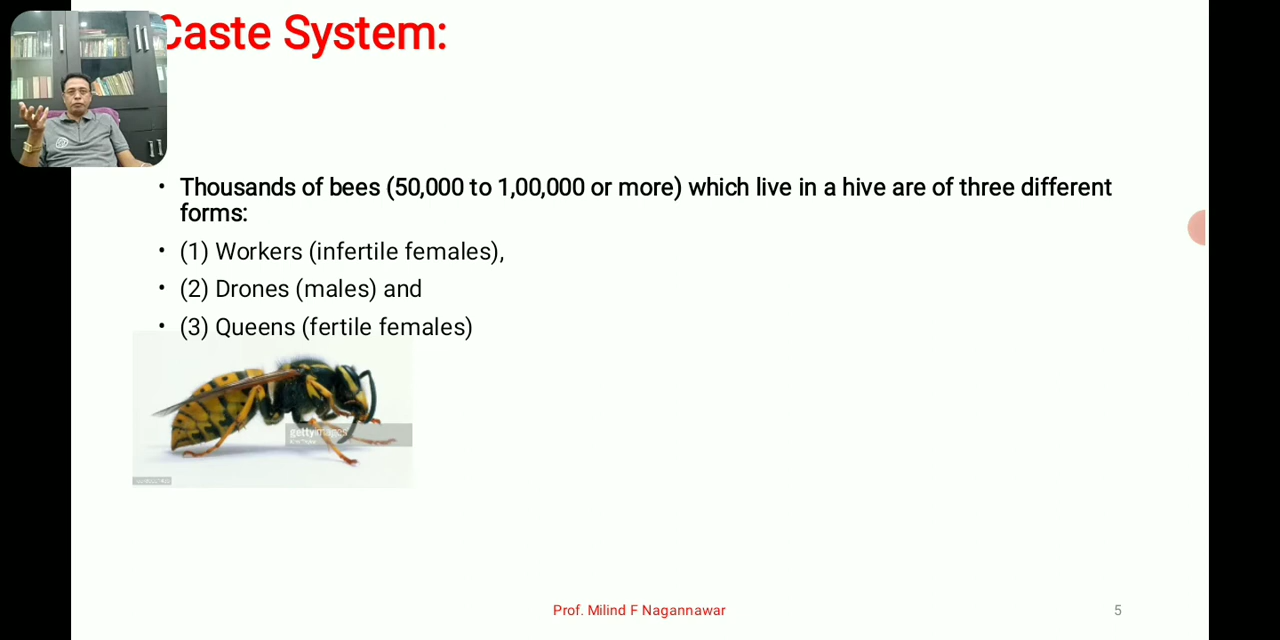 Caste System:
• Thousands of bees (50,000 to 1,00,000 or more) which live in a hive are of three different
forms:
• (1) Workers (infertile females),
• (2) Drones (males) and
• (3) Queens (fertile females)
gettyimages
Prof. Milind F Nagannawar
5